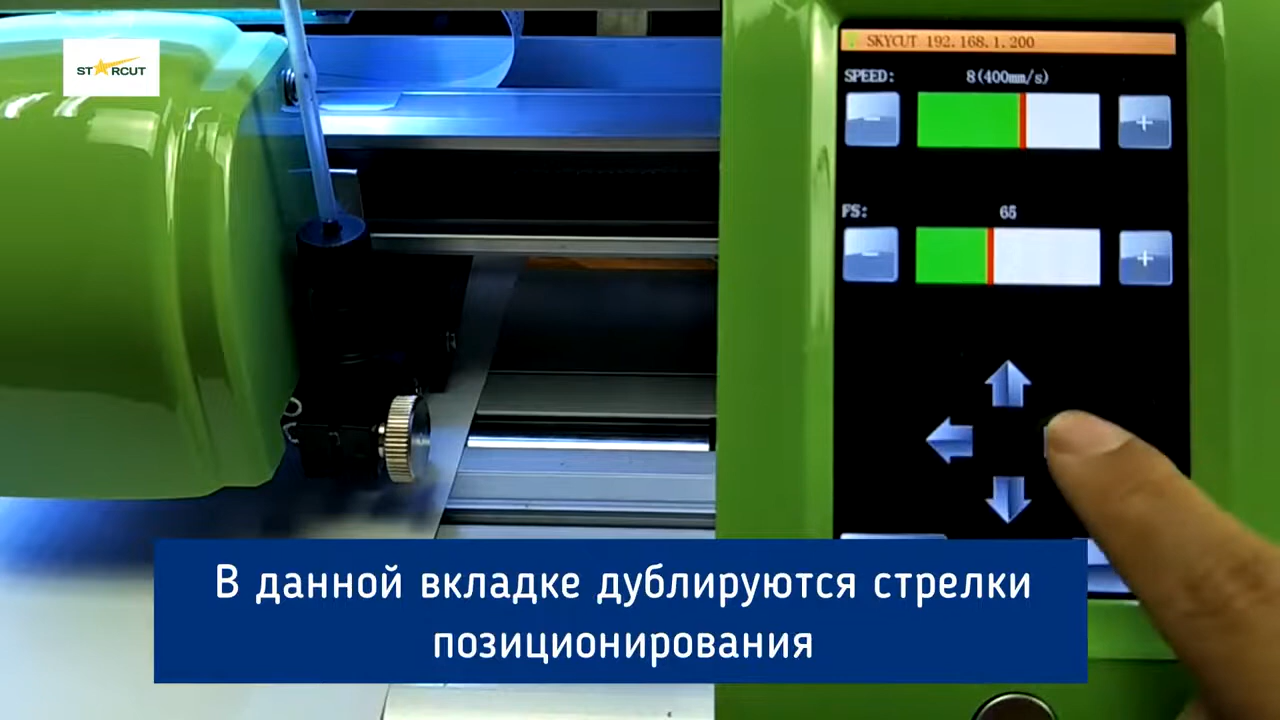 STARCUT
SKYCUT 192.168.1.200
SPEED: 8(400mm/s)
- +
FS: 65
- +
В данной вкладке дублируются стрелки
позиционирования